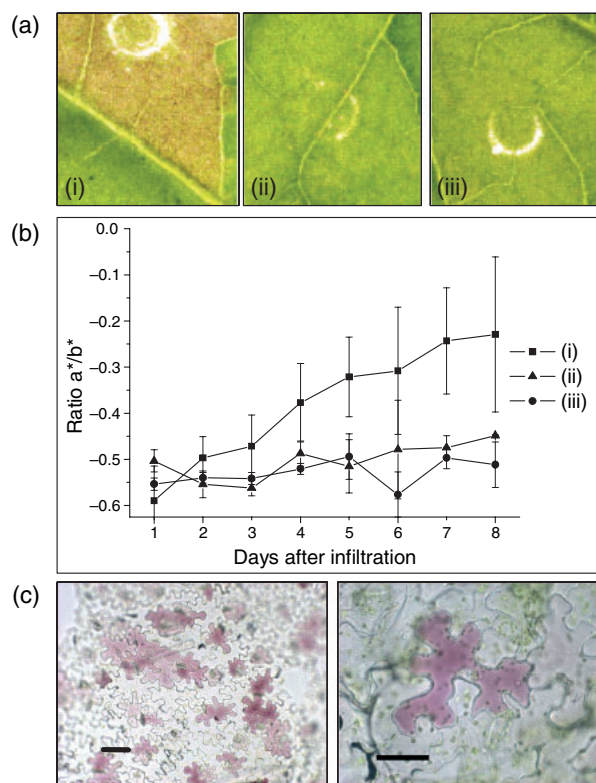 (a)
(i) (ii) (iii)
(b)
0.0
–0.1
–0.2
–0.3
–0.4
–0.5
–0.6
Ratio a*/b*
(i)
(ii)
(iii)
1 2 3 4 5 6 7 8
Days after infiltration
(c)